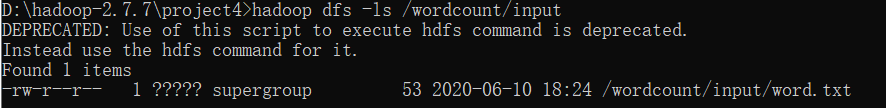 D:\hadoop-2.7.7\project4>hadoop dfs -ls /wordcount/input
DEPRECATED: Use of this script to execute hdfs command is deprecated.
Instead use the hdfs command for it.
Found 1 items
-rw-r--r--   1 ????? supergroup         53 2020-06-10 18:24 /wordcount/input/word.txt